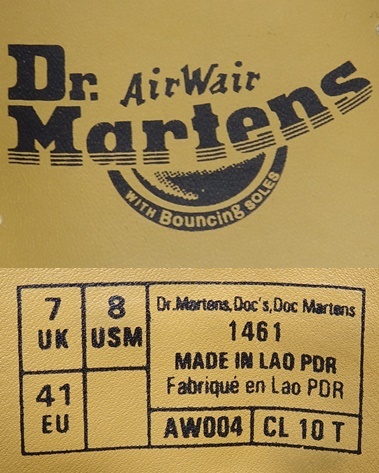 Dr. AirWair
Martens
WITH Bouncing SOLES
7
UK
8
USM
41
EU
Dr.Martens,Doc's,Doc Martens
1461
MADE IN LAO PDR
Fabriqué en Lao PDR
AW004
CL 10 T